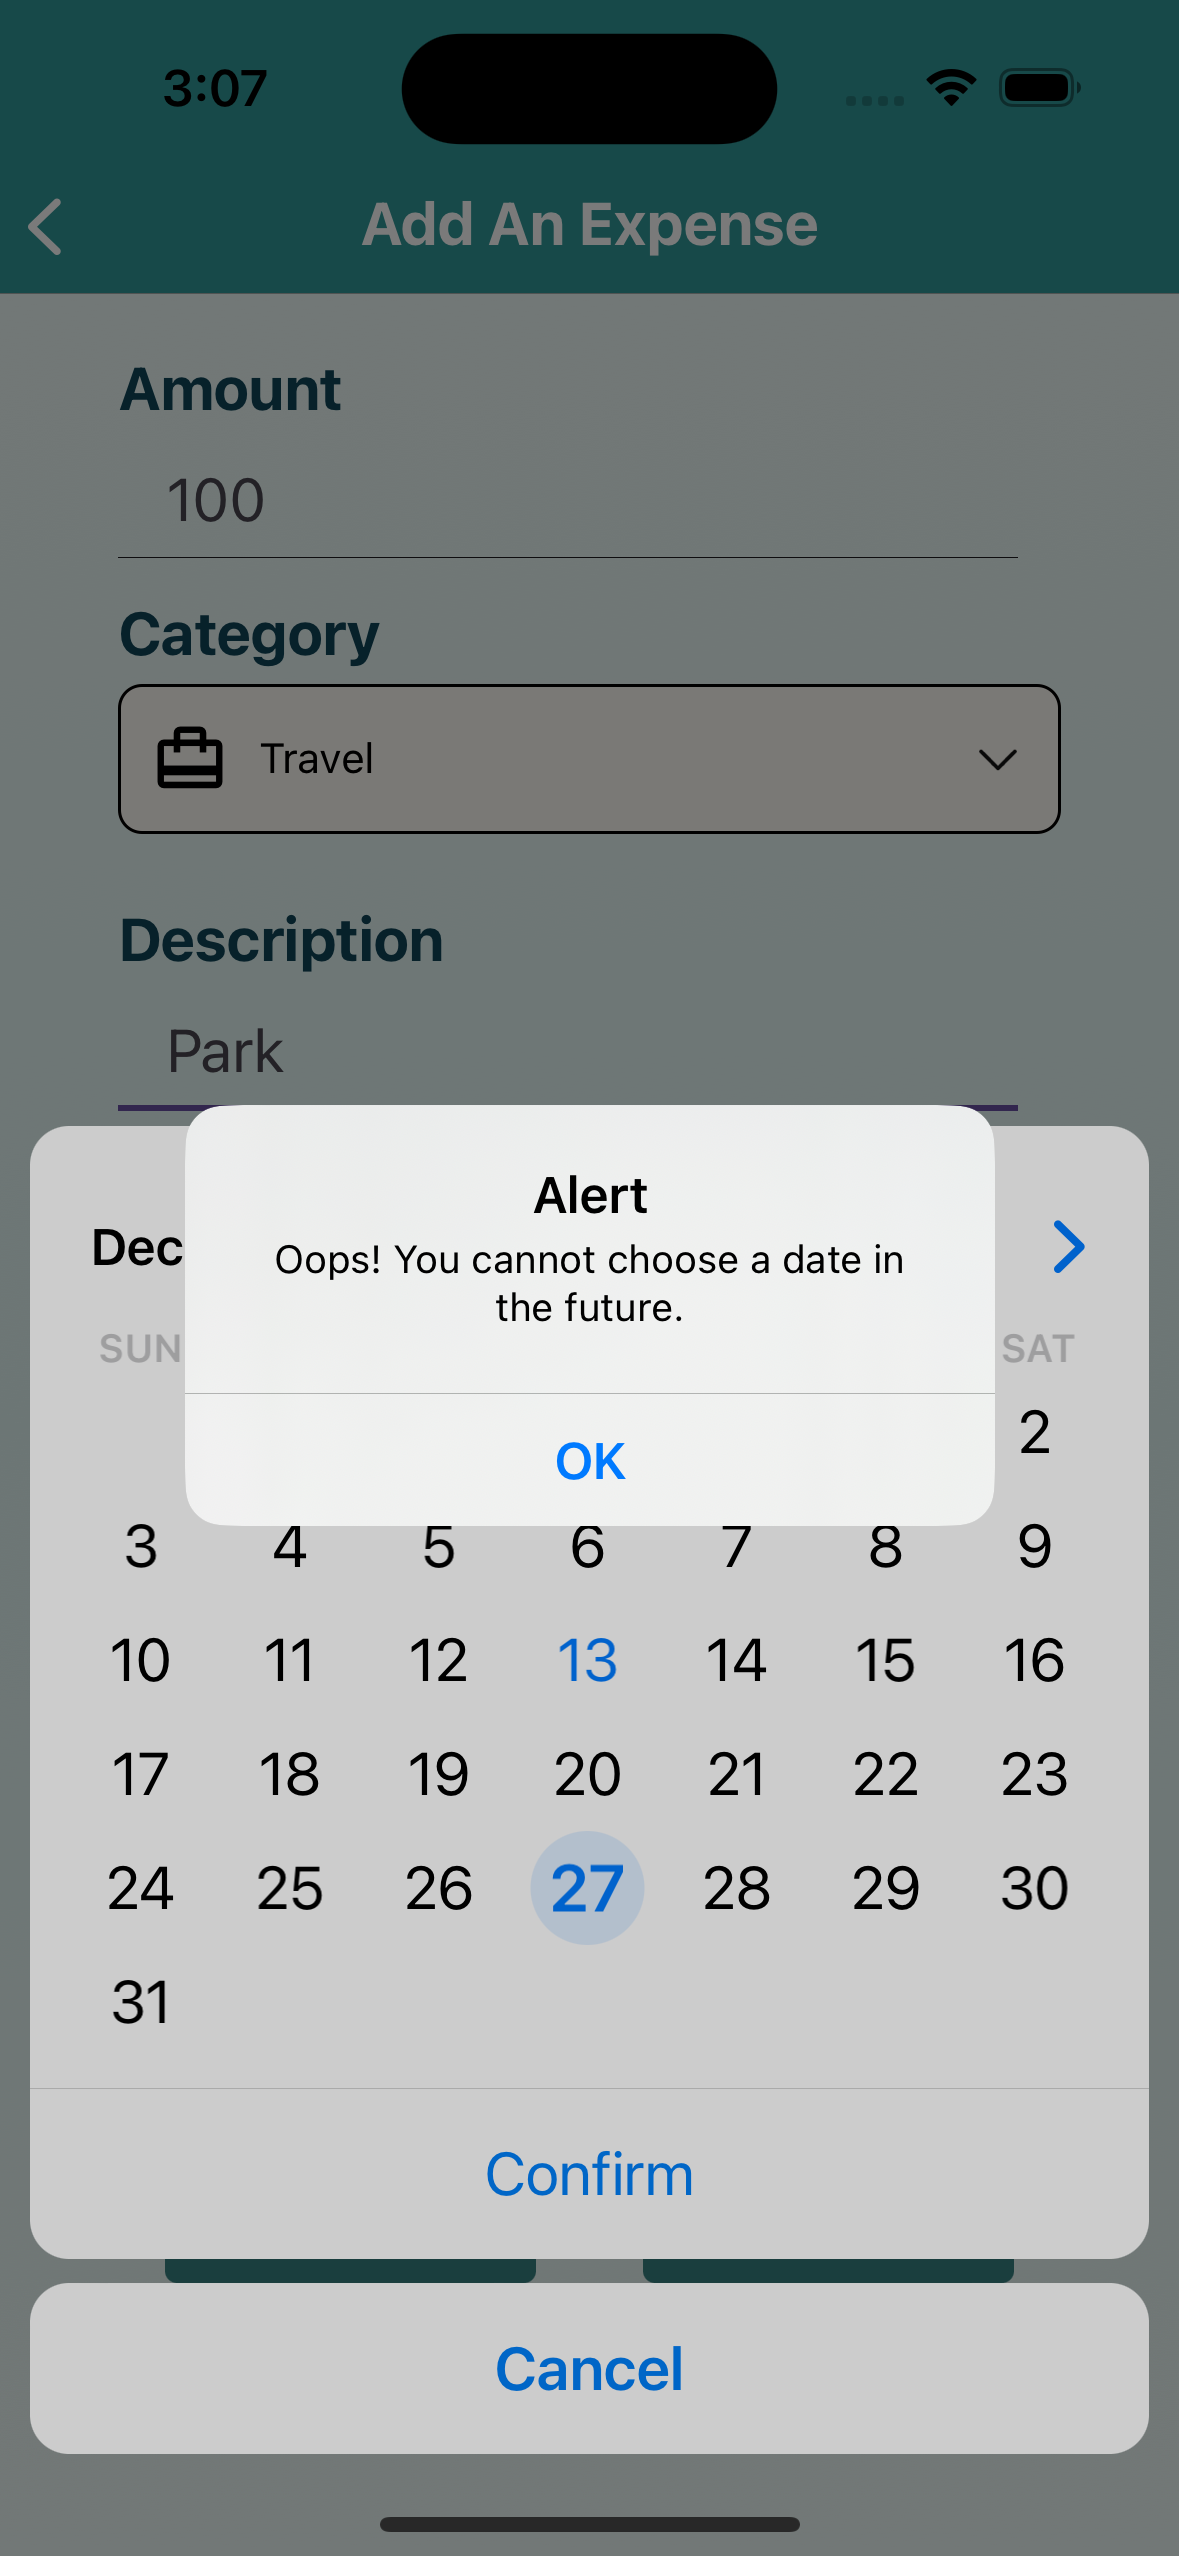 3:07
Add An Expense
Amount
100
Category
Travel
Description
Park
Alert
Oops! You cannot choose a date in
the future.
OK
Dec
SUN SAT
2
3 4 5 6 7 8 9
10 11 12 13 14 15 16
17 18 19 20 21 22 23
24 25 26 27 28 29 30
31
Confirm
Cancel